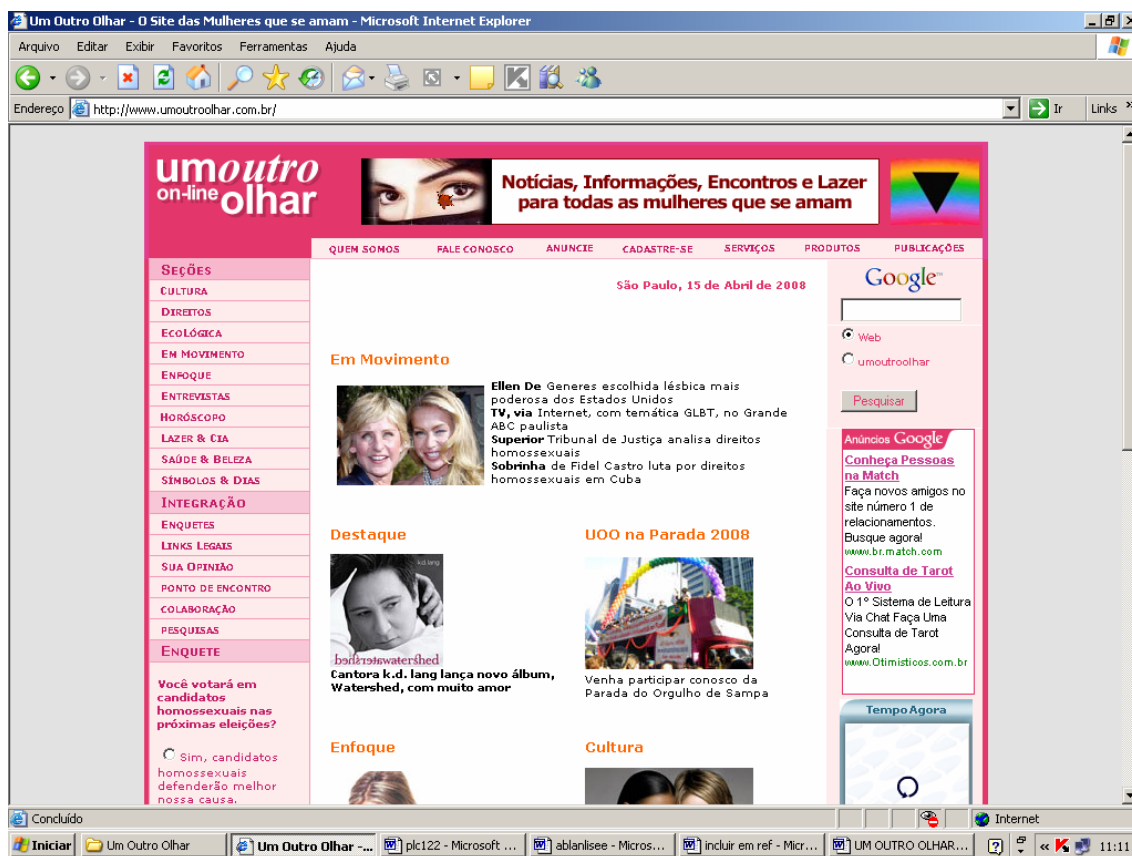 Um Outro Olhar - O Site das Mulheres que se amam - Microsoft Internet Explorer
Arquivo Editar Exibir Favoritos Ferramentas Ajuda
Endereço http://www.umoutroolhar.com.br/ Ir Links »
umoutro
on-line olhar
Notícias, Informações, Encontros e Lazer
para todas as mulheres que se amam
QUEM SOMOS FALE CONOSCO ANUNCIE CADASTRE-SE SERVIÇOS PRODUTOS PUBLICAÇÕES
SEÇÕES
CULTURA
DIREITOS
ECOLÓGICA
EM MOVIMENTO
ENFOQUE
ENTREVISTAS
HORÓSCOPO
LAZER & CIA
SAÚDE & BELEZA
SÍMBOLOS & DIAS
INTEGRAÇÃO
ENQUETES
LINKS LEGAIS
SUA OPINIÃO
PONTO DE ENCONTRO
COLABORAÇÃO
PESQUISAS
ENQUETE
Você votará em
candidatos
homossexuais nas
próximas eleições?
Sim, candidatos
homossexuais
defenderão melhor
nossa causa.
São Paulo, 15 de Abril de 2008
Em Movimento
Ellen De Generes escolhida lésbica mais
poderosa dos Estados Unidos
TV, via Internet, com temática GLBT, no Grande
ABC paulista
Superior Tribunal de Justiça analisa direitos
homossexuais
Sobrinha de Fidel Castro luta por direitos
homossexuais em Cuba
Destaque
k.d.lang
watershed
Cantora k.d. lang lança novo álbum,
Watershed, com muito amor
UOO na Parada 2008
Venha participar conosco da
Parada do Orgulho de Sampa
Enfoque
Cultura
Google™
Web
umoutroolhar
Pesquisar
Anúncios Google
Conheça Pessoas
na Match
Faça novos amigos no
site número 1 de
relacionamentos.
Busque agora!
www.br.match.com
Consulta de Tarot
Ao Vivo
O 1º Sistema de Leitura
Via Chat Faça Uma
Consulta de Tarot
Agora!
www.Otimisticos.com.br
Tempo Agora
Concluído Internet
Iniciar Um Outro Olhar Um Outro Olhar -... plc122 - Microsoft ... ablanlisee - Micros... incluir em ref - Micr... UM OUTRO OLHAR... « 11:11